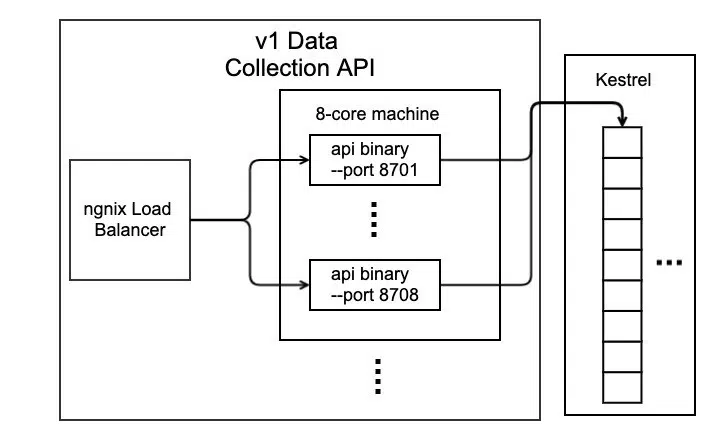 v1 Data
Collection API
Kestrel
8-core machine
api binary
--port 8701
ngnix Load
Balancer
api binary
--port 8708